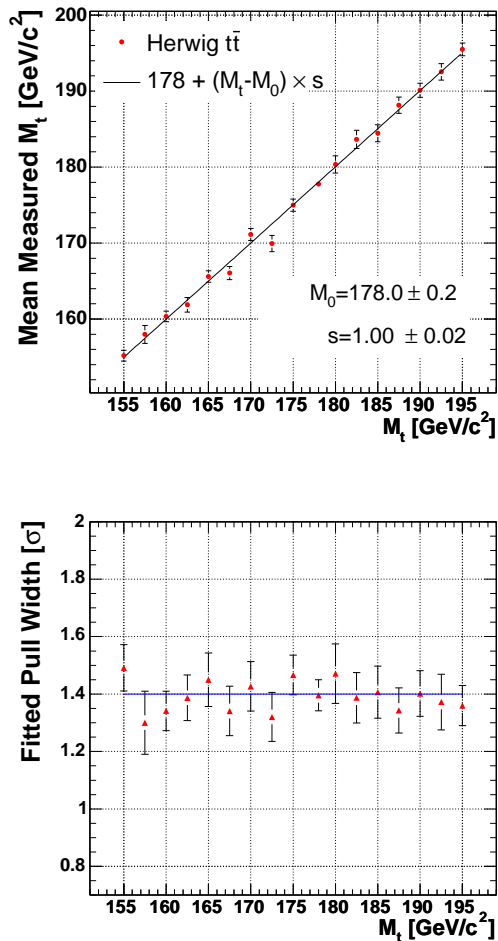 Mean Measured M_t [GeV/c²]
200
190
180
170
160
Herwig tt̄
178 + (M_t-M_0) × s
M_0=178.0 ± 0.2
s=1.00 ± 0.02
155 160 165 170 175 180 185 190 195
M_t [GeV/c²]
Fitted Pull Width [σ]
2
1.8
1.6
1.4
1.2
1
0.8
155 160 165 170 175 180 185 190 195
M_t [GeV/c²]